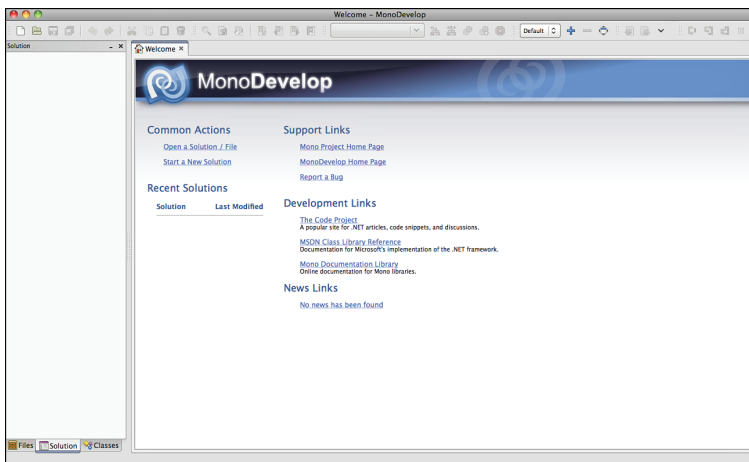 Welcome – MonoDevelop
Default
Solution
Welcome
MonoDevelop
Common Actions
Open a Solution / File
Start a New Solution
Recent Solutions
Solution Last Modified
Support Links
Mono Project Home Page
MonoDevelop Home Page
Report a Bug
Development Links
The Code Project
A popular site for .NET articles, code snippets, and discussions.
MSDN Class Library Reference
Documentation for Microsoft's implementation of the .NET framework.
Mono Documentation Library
Online documentation for Mono libraries.
News Links
No news has been found
Files Solution Classes